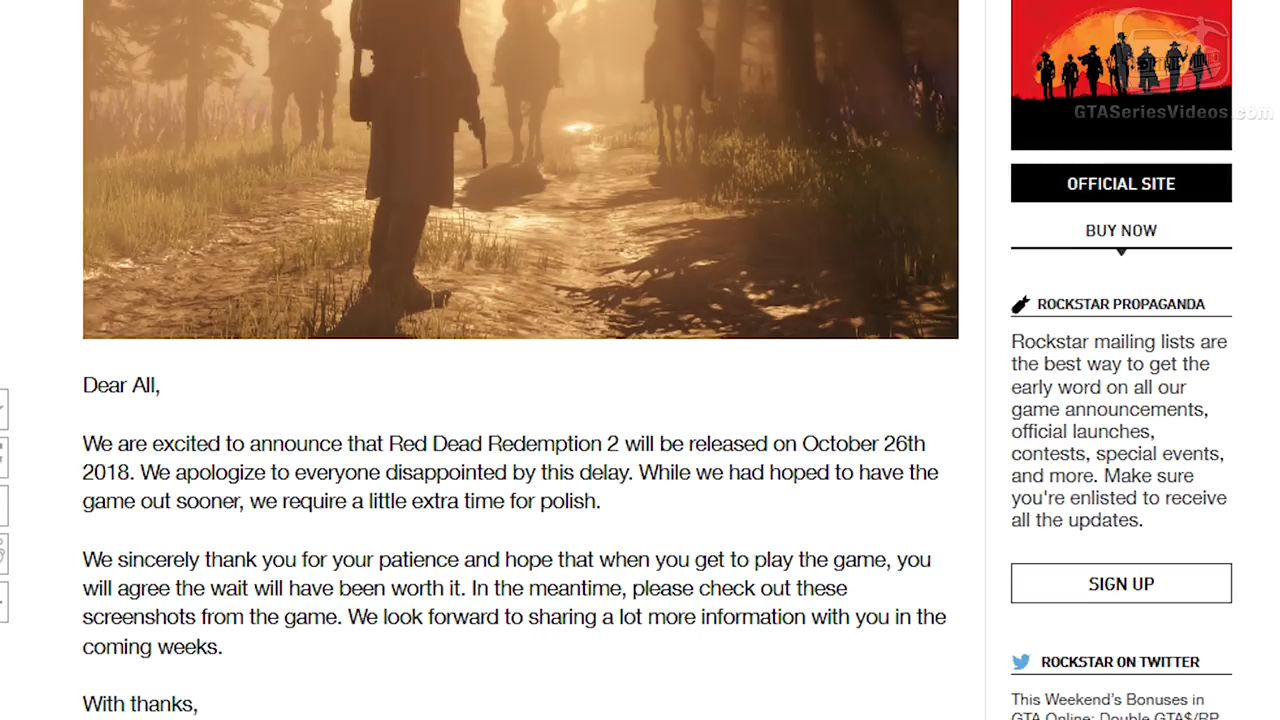 GTASeriesVideos.com
OFFICIAL SITE
BUY NOW
ROCKSTAR PROPAGANDA
Rockstar mailing lists are
the best way to get the
early word on all our
game announcements,
official launches,
contests, special events,
and more. Make sure
you're enlisted to receive
all the updates.
SIGN UP
ROCKSTAR ON TWITTER
This Weekend's Bonuses in
GTA Online: Double GTA$/RP
Dear All,
We are excited to announce that Red Dead Redemption 2 will be released on October 26th
2018. We apologize to everyone disappointed by this delay. While we had hoped to have the
game out sooner, we require a little extra time for polish.
We sincerely thank you for your patience and hope that when you get to play the game, you
will agree the wait will have been worth it. In the meantime, please check out these
screenshots from the game. We look forward to sharing a lot more information with you in the
coming weeks.
With thanks,